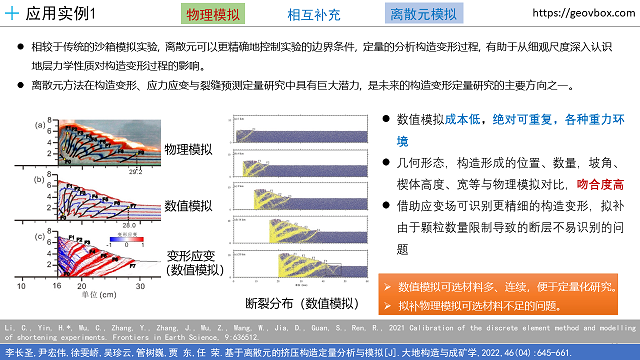 应用实例1
物理模拟
相互补充
离散元模拟
https://geovbox.com
相较于传统的沙箱模拟实验, 离散元可以更精确地控制实验的边界条件, 定量的分析构造变形过程, 有助于从细观尺度深入认识
地层力学性质对构造变形过程的影响。
离散元方法在构造变形、应力应变与裂缝预测定量研究中具有巨大潜力, 是未来的构造变形定量研究的主要方向之一。
(a)
29.2
物理模拟
(b)
28.0
数值模拟
(c)
变形应变
-1 0 1
变形应变
(数值模拟)
10 16 20 30
单位(cm)
断裂分布（数值模拟）
数值模拟成本低，绝对可重复，各种重力环
境
几何形态，构造形成的位置、数量，坡角、
楔体高度、宽等与物理模拟对比，吻合度高
借助应变场可识别更精细的构造变形，拟补
由于颗粒数量限制导致的断层不易识别的问
题
数值模拟可选材料多、连续，便于定量化研究。
拟补物理模拟可选材料不足的问题。
Li, C., Yin, H.*, Mu, C., Zhang, Y., Zhang, J., Mu, Z., Wang, W., Jia, D., Guan, S., Ren, R., 2021 Calibration of the discrete element method and modelling
of shortening experiments. Frontiers in Earth Science, 9:636512.
李长圣, 尹宏伟, 徐雯峤, 吴珍云, 管树巍, 贾 东, 任 荣. 基于离散元的挤压构造定量分析与模拟[J]. 大地构造与成矿学, 2022, 46(04):645-661.